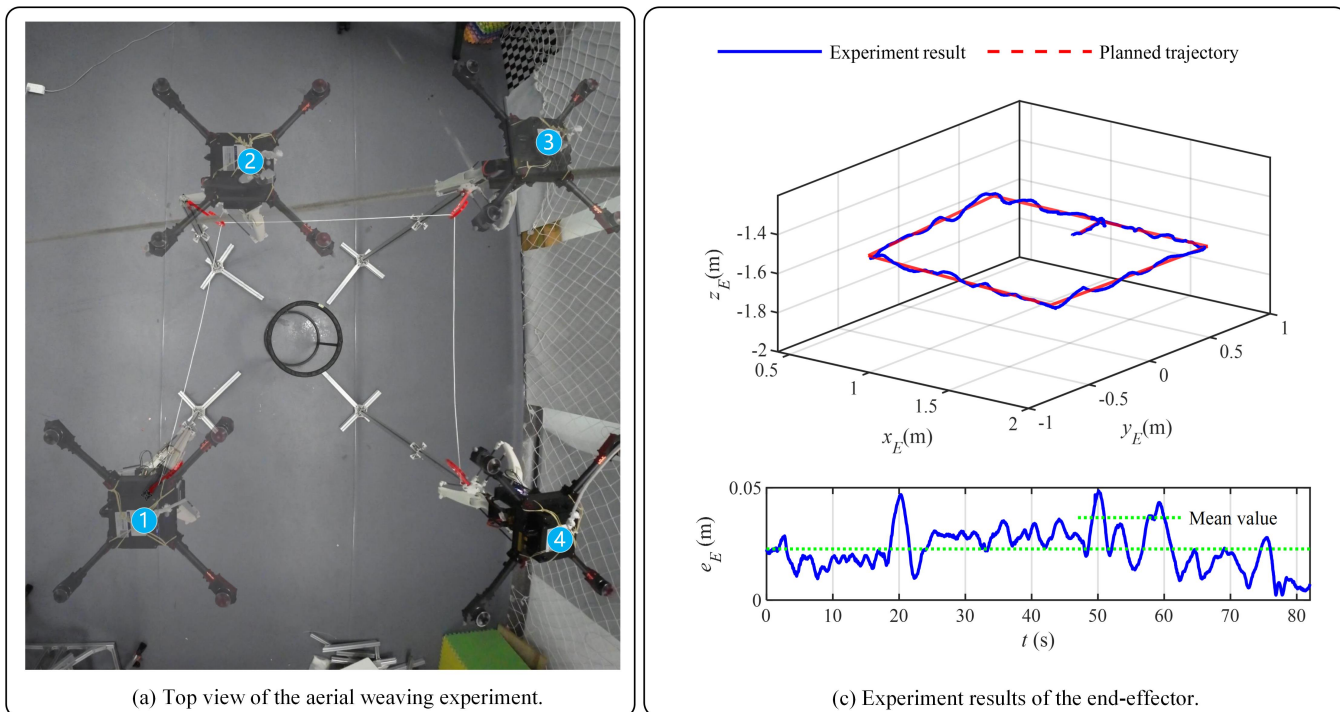 2
3
1
4
(a) Top view of the aerial weaving experiment.
Experiment result
Planned trajectory
-1.4
-1.6
-1.8
-2
z_E(m)
0.5
1
1.5
2
x_E(m)
-1
-0.5
0
0.5
1
y_E(m)
0.05
0
e_E (m)
Mean value
0 10 20 30 40 50 60 70 80
t (s)
(c) Experiment results of the end-effector.